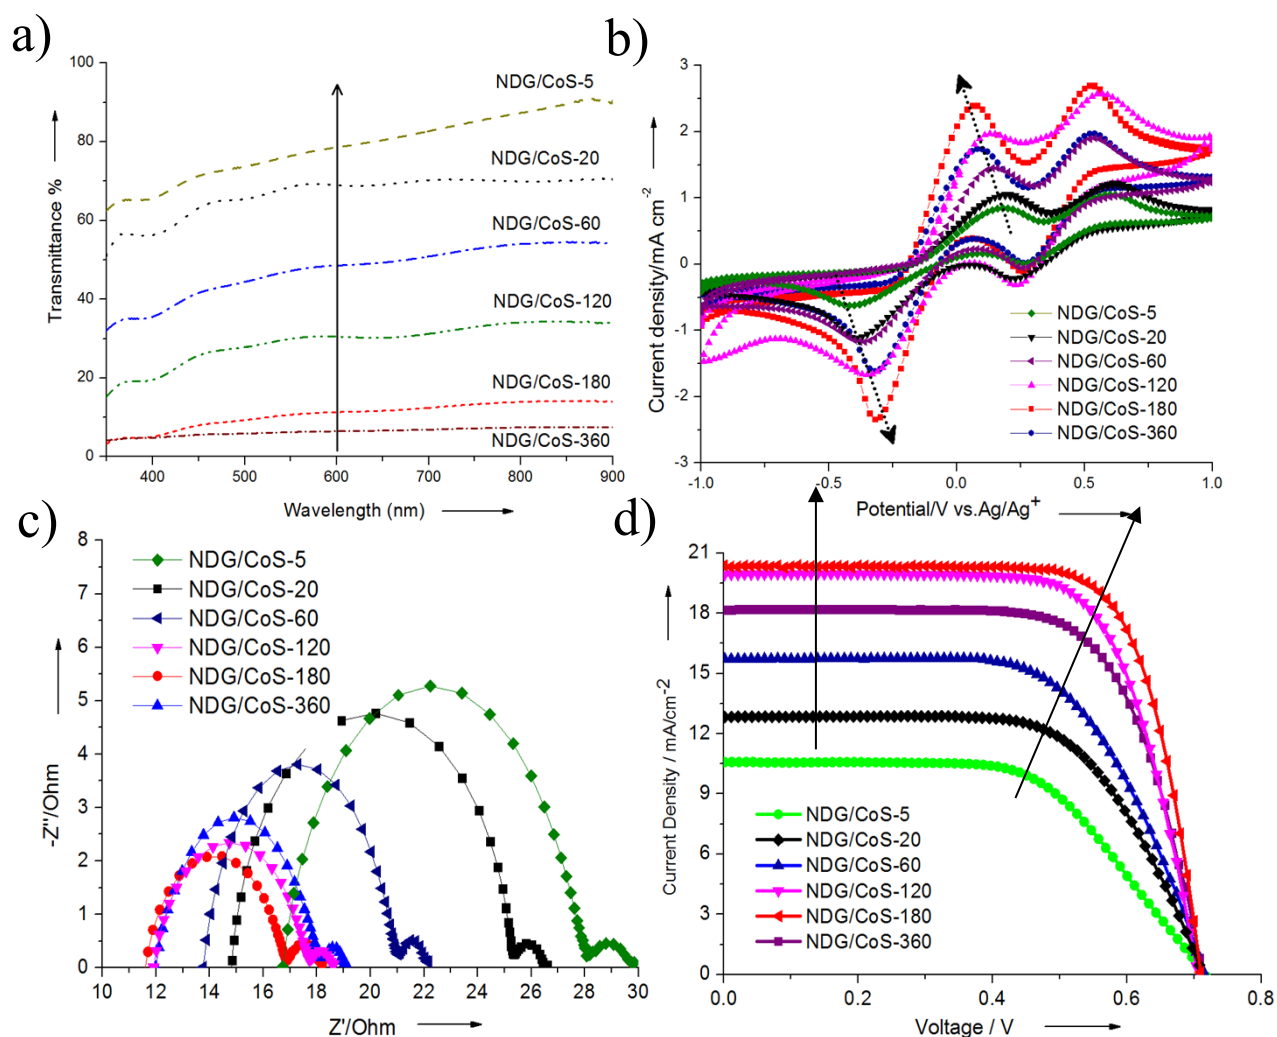 a)
100
80
60
40
20
0
Transmittance %
NDG/CoS-5
NDG/CoS-20
NDG/CoS-60
NDG/CoS-120
NDG/CoS-180
NDG/CoS-360
400 500 600 700 800 900
Wavelength (nm)
b)
3
2
1
0
-1
-2
-3
Current density/mA cm-2
NDG/CoS-5
NDG/CoS-20
NDG/CoS-60
NDG/CoS-120
NDG/CoS-180
NDG/CoS-360
-1.0 -0.5 0.0 0.5 1.0
Potential/V vs.Ag/Ag+
c)
8
7
6
5
4
3
2
1
0
-Z''/Ohm
NDG/CoS-5
NDG/CoS-20
NDG/CoS-60
NDG/CoS-120
NDG/CoS-180
NDG/CoS-360
10 12 14 16 18 20 22 24 26 28 30
Z'/Ohm
d)
21
18
15
12
9
6
3
0
Current Density / mA/cm-2
NDG/CoS-5
NDG/CoS-20
NDG/CoS-60
NDG/CoS-120
NDG/CoS-180
NDG/CoS-360
0.0 0.2 0.4 0.6 0.8
Voltage / V